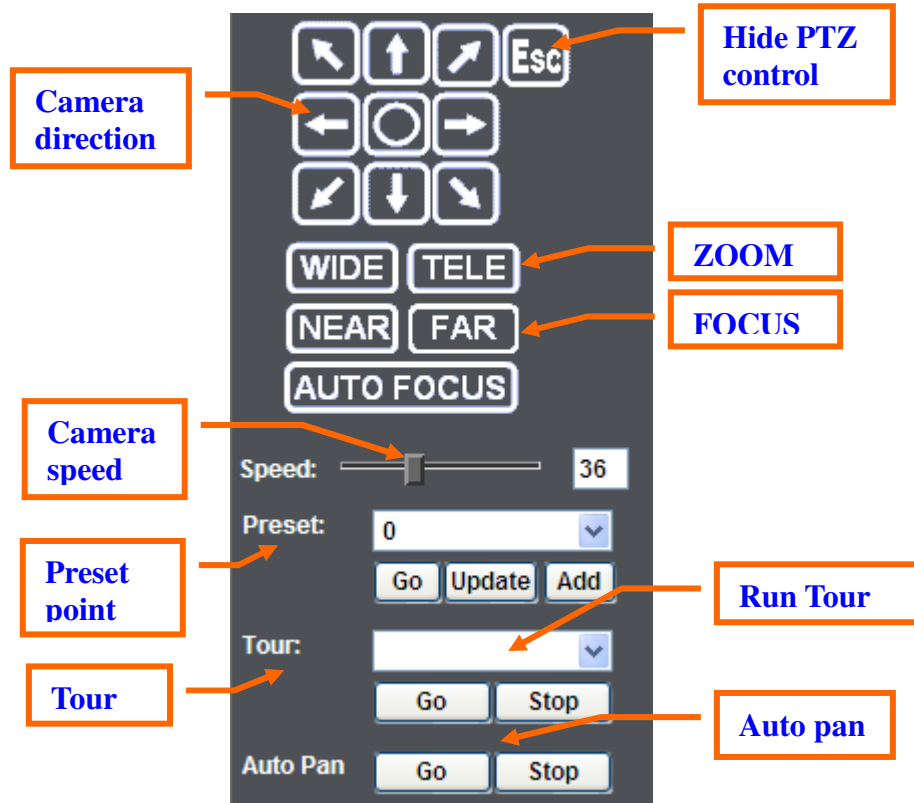 Hide PTZ
control
Esc
Camera
direction
WIDE TELE
ZOOM
NEAR FAR
FOCUS
AUTO FOCUS
Camera
speed
Speed: 36
Preset: 0
Preset
point
Go Update Add
Run Tour
Tour:
Tour
Go Stop
Auto pan
Auto Pan Go Stop